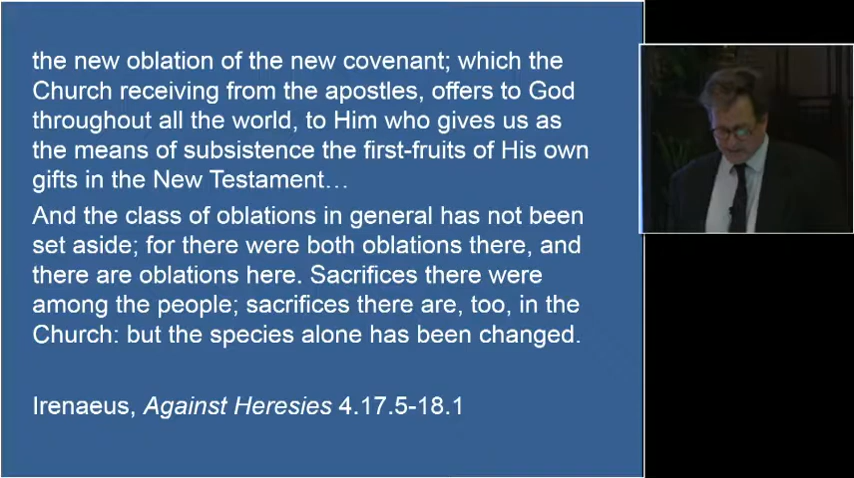 the new oblation of the new covenant; which the
Church receiving from the apostles, offers to God
throughout all the world, to Him who gives us as
the means of subsistence the first-fruits of His own
gifts in the New Testament…
And the class of oblations in general has not been
set aside; for there were both oblations there, and
there are oblations here. Sacrifices there were
among the people; sacrifices there are, too, in the
Church: but the species alone has been changed.
Irenaeus, Against Heresies 4.17.5-18.1